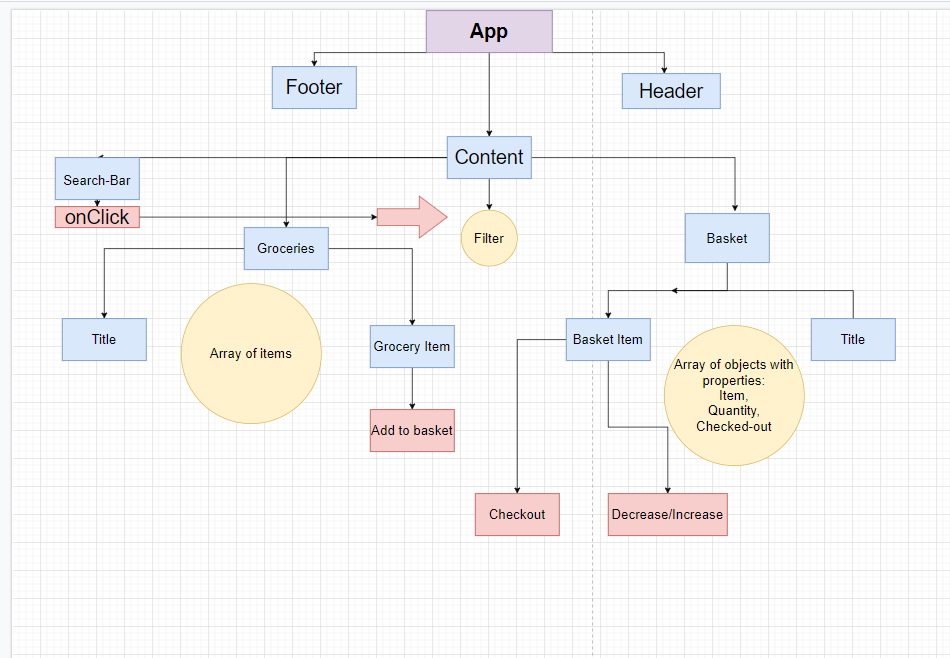 App
Footer
Header
Content
Search-Bar
onClick
Filter
Basket
Groceries
Title
Array of items
Grocery Item
Basket Item
Title
Array of objects with
properties:
Item,
Quantity,
Checked-out
Add to basket
Checkout
Decrease/Increase